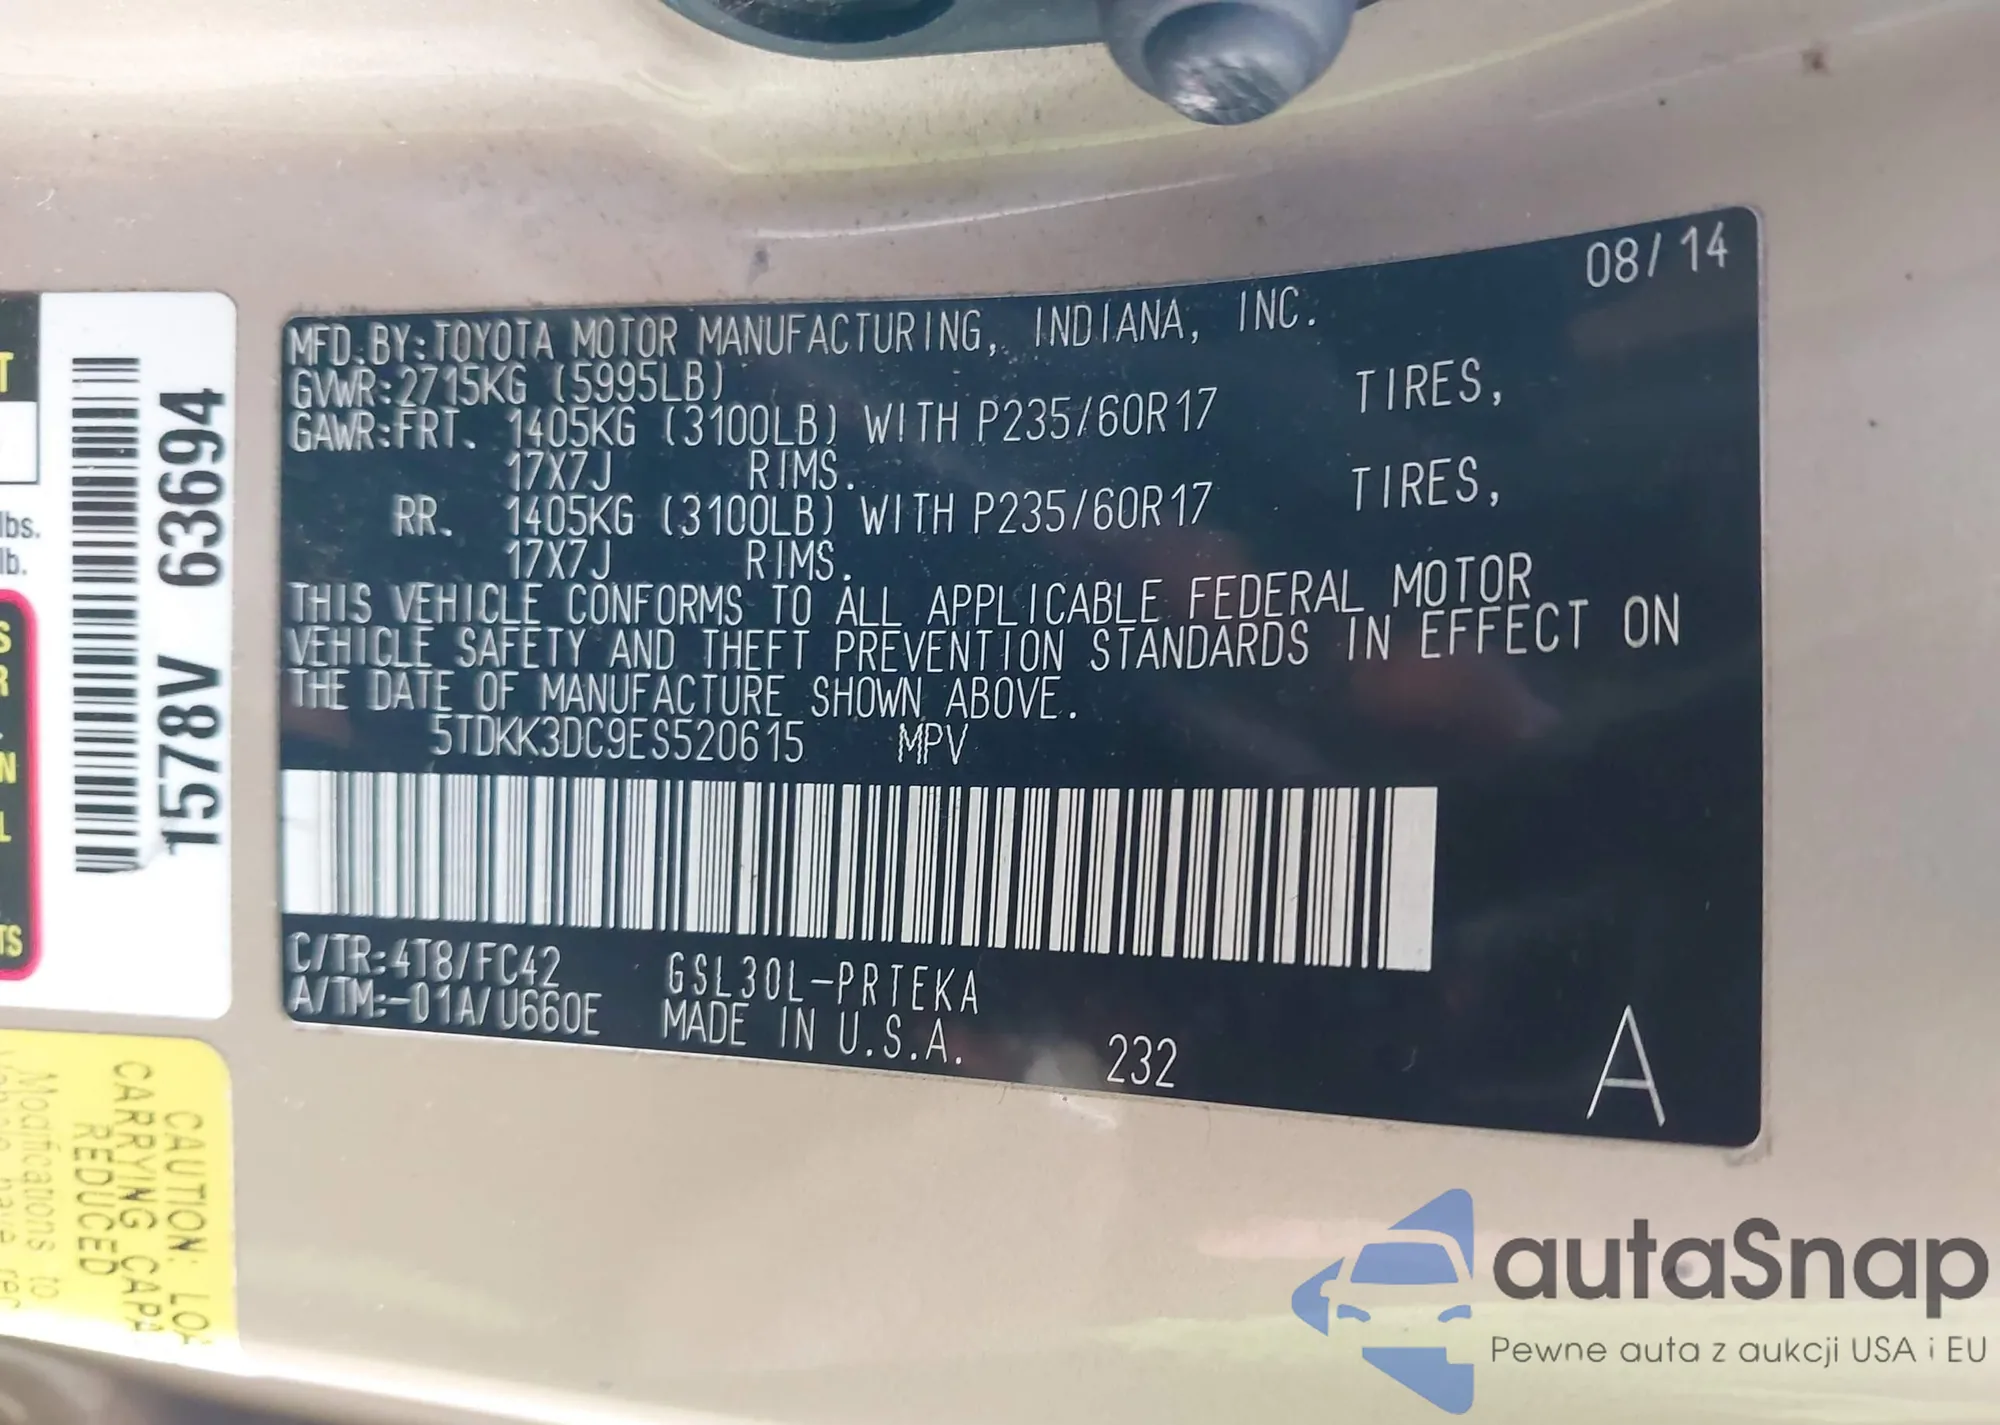 08/14
MFD.BY:TOYOTA MOTOR MANUFACTURING, INDIANA, INC.
GVWR:2715KG (5995LB)
GAWR:FRT. 1405KG (3100LB) WITH P235/60R17 TIRES,
17X7J RIMS.
RR. 1405KG (3100LB) WITH P235/60R17 TIRES,
17X7J RIMS.
THIS VEHICLE CONFORMS TO ALL APPLICABLE FEDERAL MOTOR
VEHICLE SAFETY AND THEFT PREVENTION STANDARDS IN EFFECT ON
THE DATE OF MANUFACTURE SHOWN ABOVE.
5TDKK3DC9ES520615 MPV
C/TR:4T8/FC42 GSL30L-PRTEKA
A/TM:-01A/U660E MADE IN U.S.A. 232
A
1578V 63694
lbs.
lb.
CAUTION: LOA
CARRYING CAPA
REDUCED
Modifications to
autaSnap
Pewne auta z aukcji USA i EU